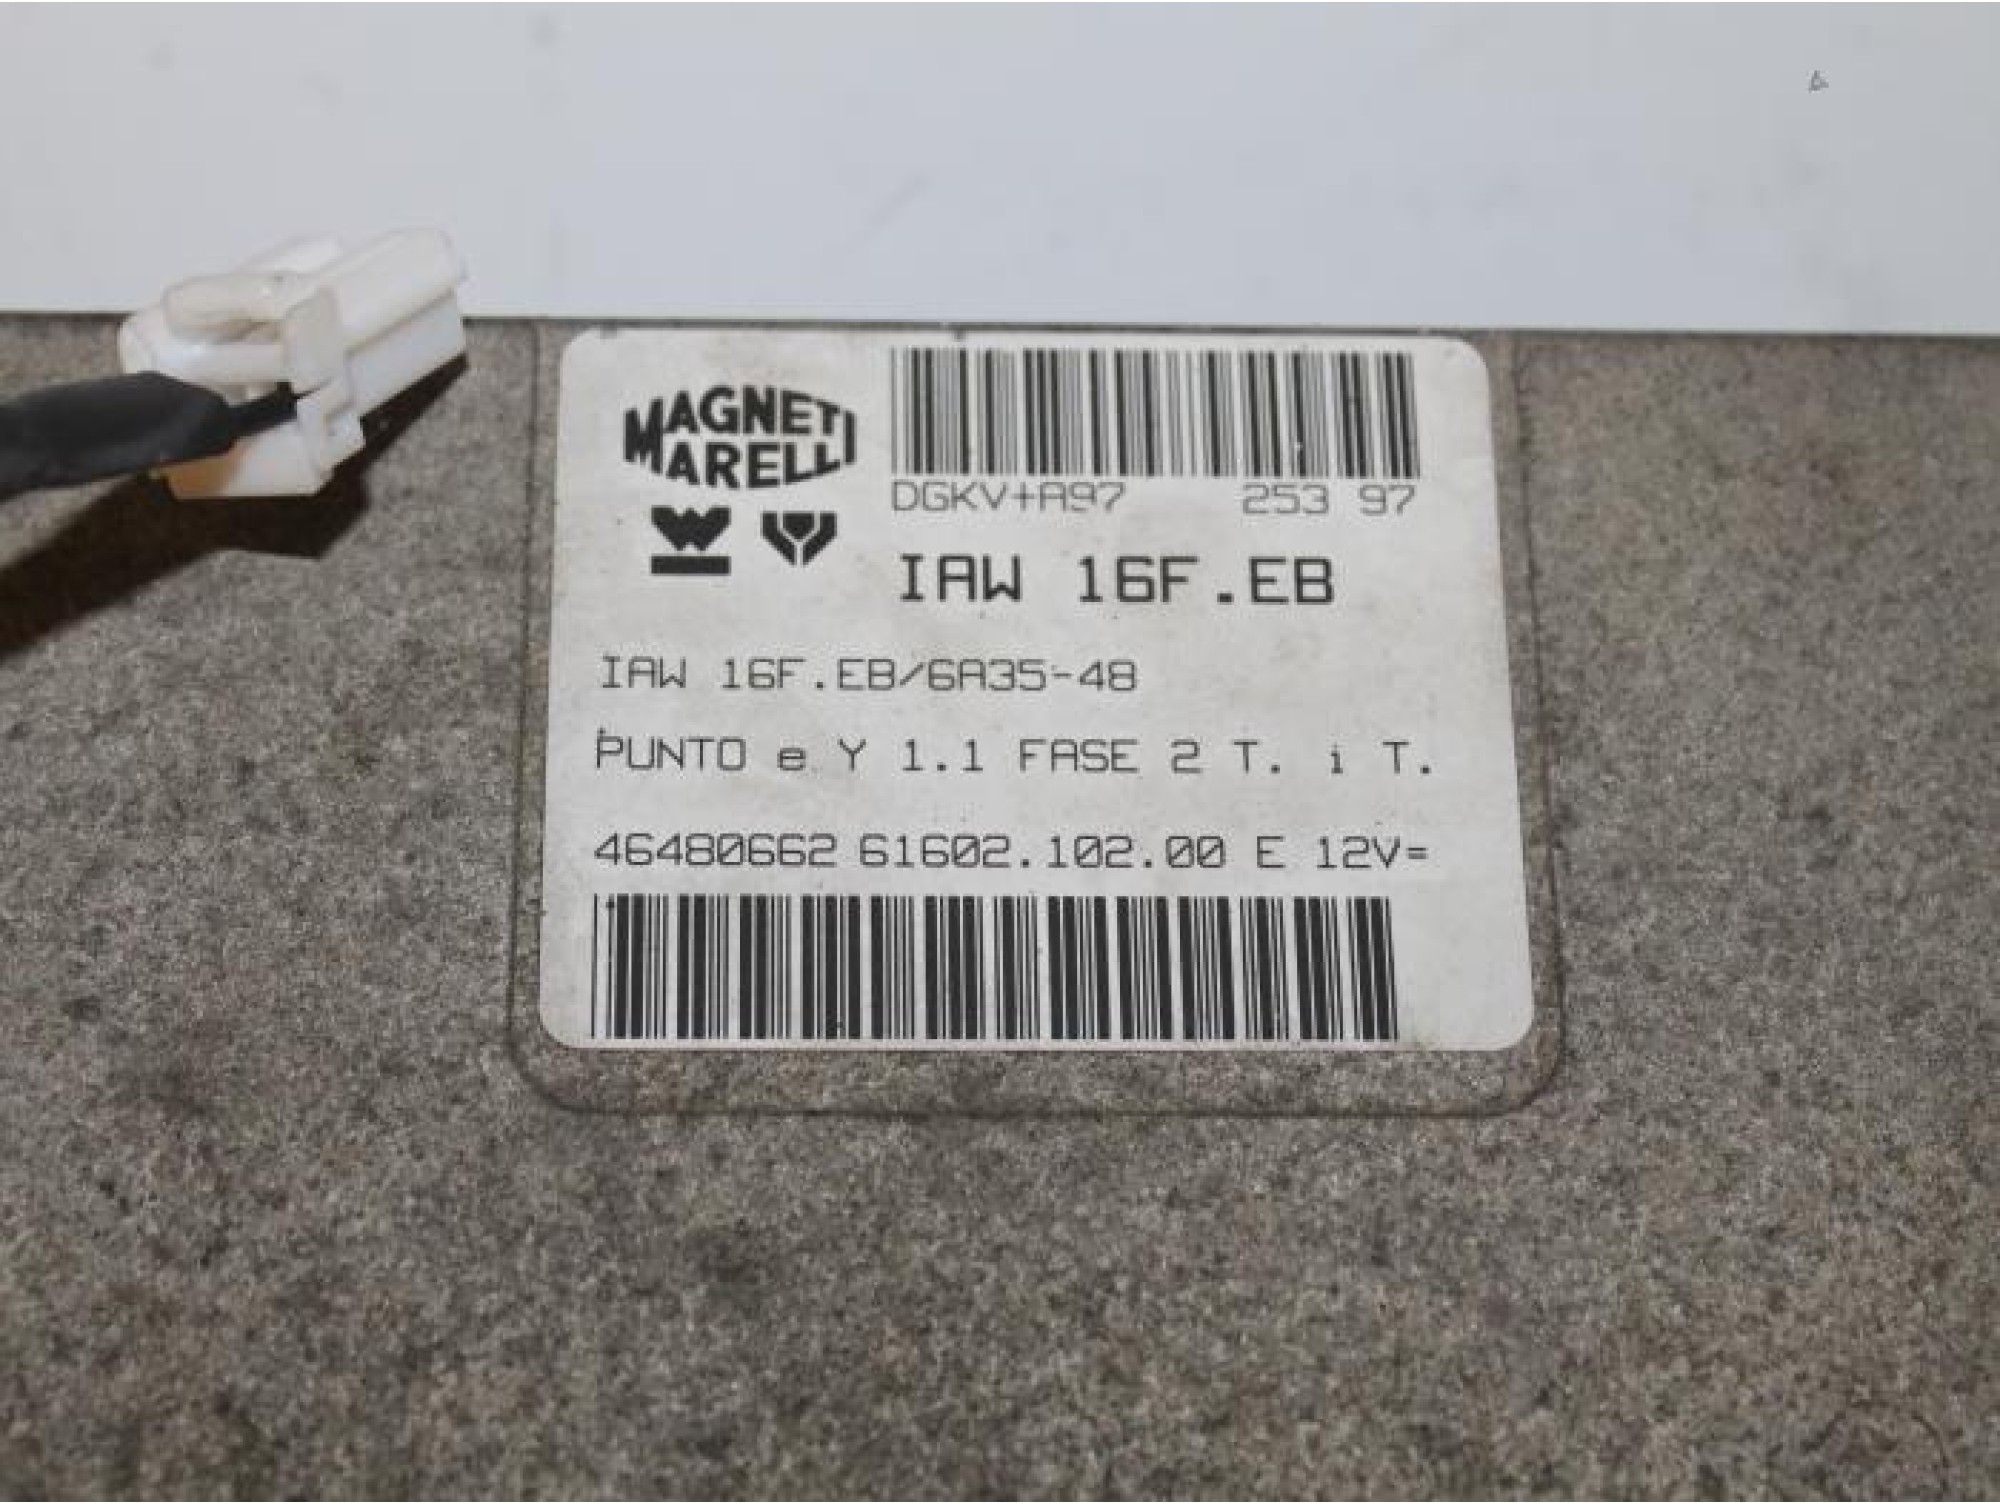 MAGNETI
MARELLI
DGKV+A97 253 97
IAW 16F.EB
IAW 16F.EB/6A35-48
PUNTO e Y 1.1 FASE 2 T. i T.
46480662 61602.102.00 E 12V=